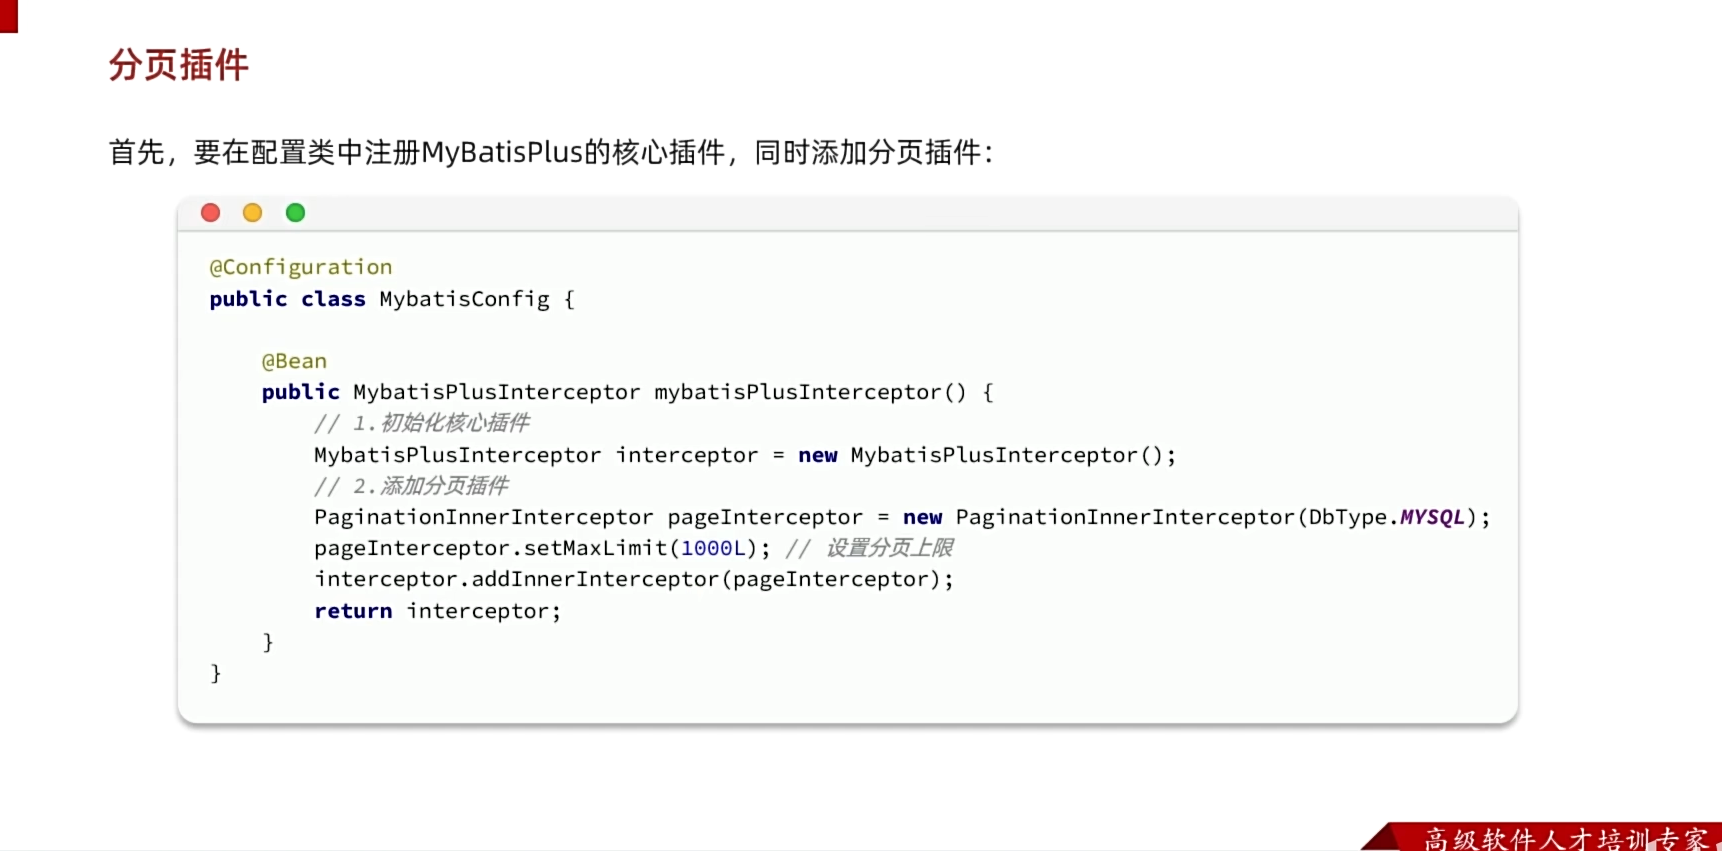 分页插件
首先，要在配置类中注册MyBatisPlus的核心插件，同时添加分页插件：
@Configuration
public class MybatisConfig {
@Bean
public MybatisPlusInterceptor mybatisPlusInterceptor() {
// 1.初始化核心插件
MybatisPlusInterceptor interceptor = new MybatisPlusInterceptor();
// 2.添加分页插件
PaginationInnerInterceptor pageInterceptor = new PaginationInnerInterceptor(DbType.MYSQL);
pageInterceptor.setMaxLimit(1000L); // 设置分页上限
interceptor.addInnerInterceptor(pageInterceptor);
return interceptor;
}
}
高级软件人才培训专家